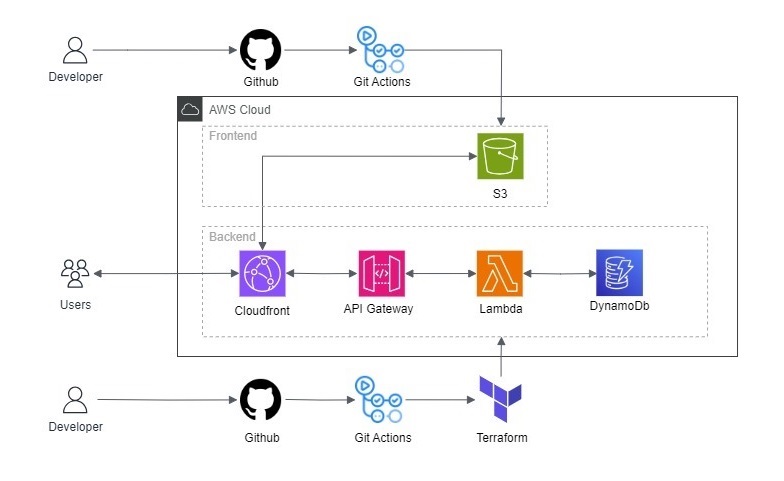 Developer
Github
Git Actions
AWS Cloud
Frontend
S3
Backend
Users
Cloudfront
API Gateway
Lambda
DynamoDb
Developer
Github
Git Actions
Terraform